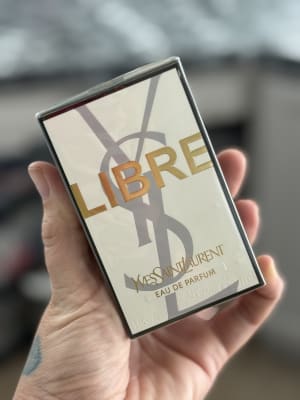 YSL
LIBRE
YVESSAINTLAURENT
EAU DE PARFUM